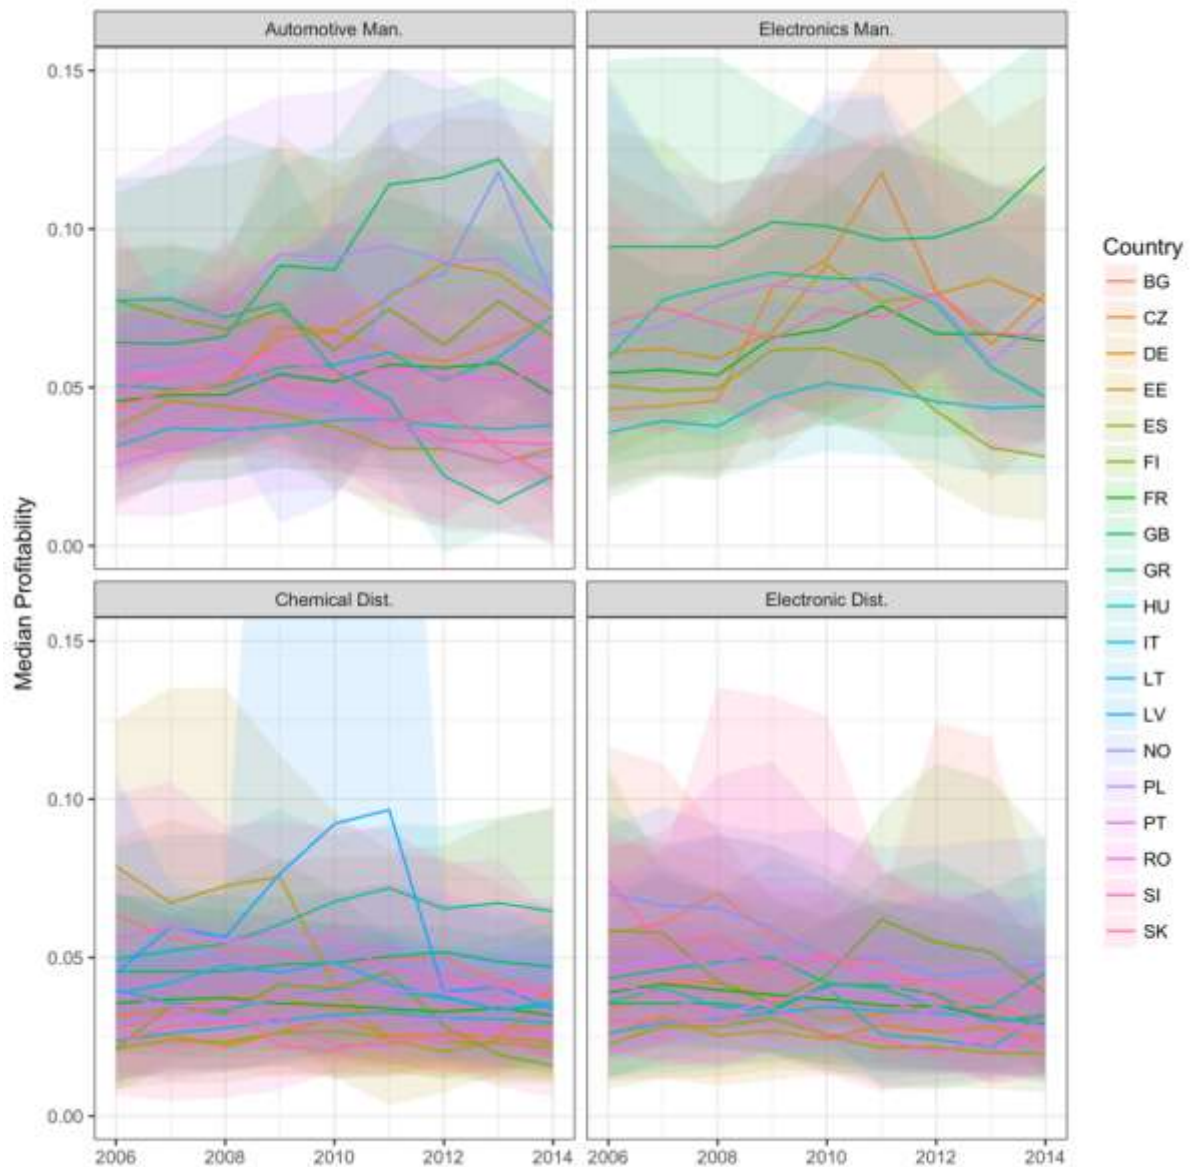 Automotive Man.
Electronics Man.
0.15
0.10
0.05
0.00
Chemical Dist.
Electronic Dist.
0.15
0.10
0.05
0.00
2006
2008
2010
2012
2014
2006
2008
2010
2012
2014
Median Profitability
Country
BG
CZ
DE
EE
ES
FI
FR
GB
GR
HU
IT
LT
LV
NO
PL
PT
RO
SI
SK